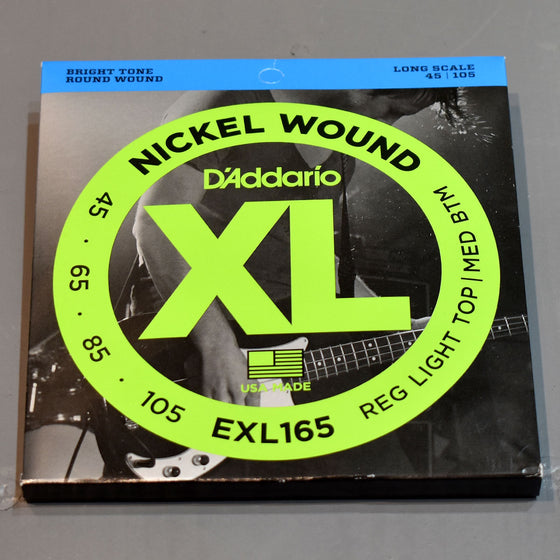 BRIGHT TONE
ROUND WOUND
LONG SCALE
45 | 105
NICKEL WOUND
D'Addario
XL
USA MADE
45 · 65 · 85 · 105
EXL165
REG LIGHT TOP | MED BTM